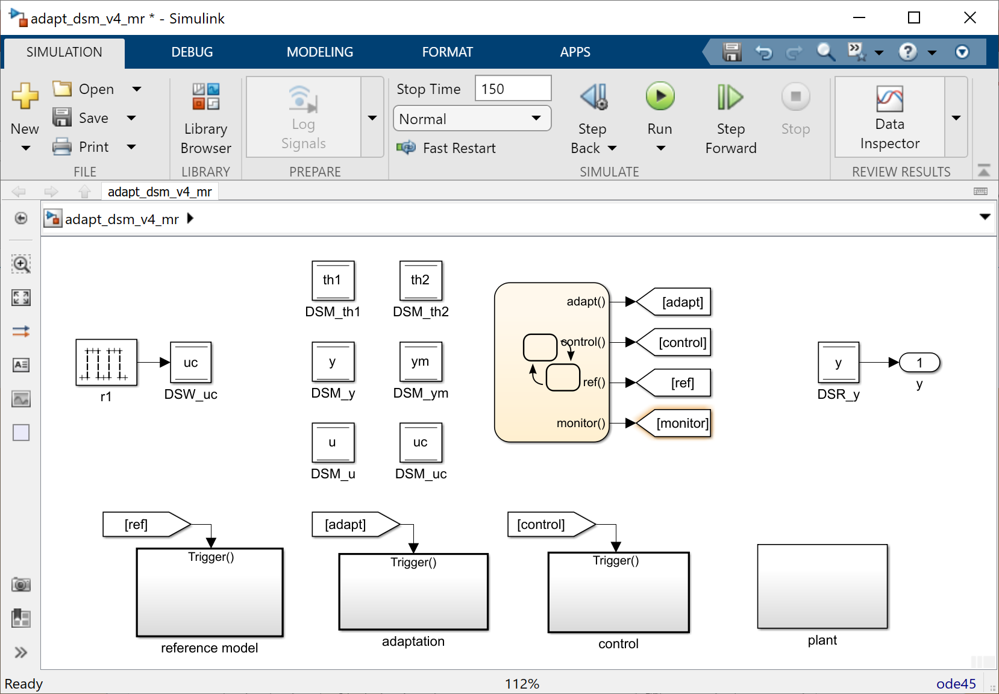 adapt_dsm_v4_mr * - Simulink
SIMULATION DEBUG MODELING FORMAT APPS
New
Open
Save
Print
FILE
Library
Browser
LIBRARY
Log
Signals
PREPARE
Stop Time 150
Normal
Fast Restart
Step
Back
Run
Step
Forward
Stop
SIMULATE
Data
Inspector
REVIEW RESULTS
adapt_dsm_v4_mr
adapt_dsm_v4_mr
th1
DSM_th1
th2
DSM_th2
adapt()
[adapt]
control()
[control]
ref()
[ref]
monitor()
[monitor]
r1
uc
DSW_uc
y
DSM_y
ym
DSM_ym
u
DSM_u
uc
DSM_uc
y
DSR_y
1
y
[ref]
Trigger()
reference model
[adapt]
Trigger()
adaptation
[control]
Trigger()
control
plant
Ready 112% ode45